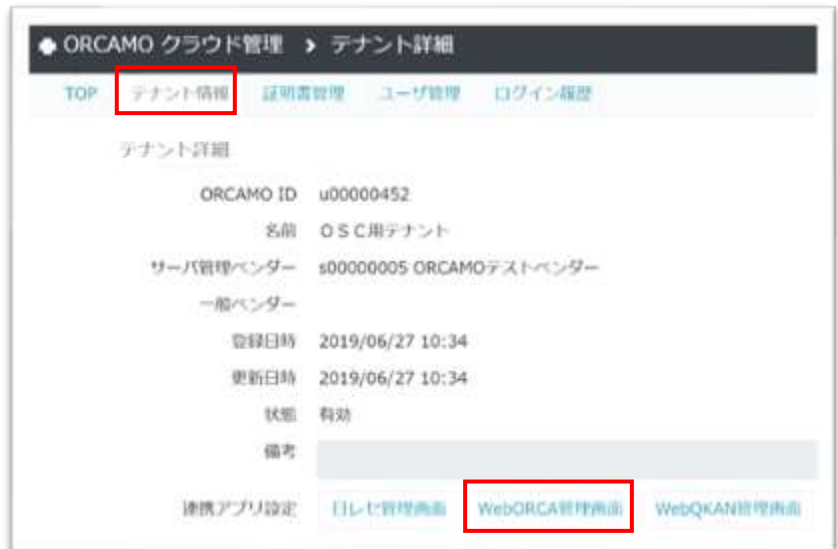 ORCAMO クラウド管理 > テナント詳細
TOP テナント情報 証明書管理 ユーザ管理 ログイン履歴
テナント詳細
ORCAMO ID u00000452
名前 OSC用テナント
サーバ管理ベンダー s00000005 ORCAMOテストベンダー
一般ベンダー
登録日時 2019/06/27 10:34
更新日時 2019/06/27 10:34
状態 有効
備考
連携アプリ設定 日レセ管理画面 WebORCA管理画面 WebQKAN管理画面